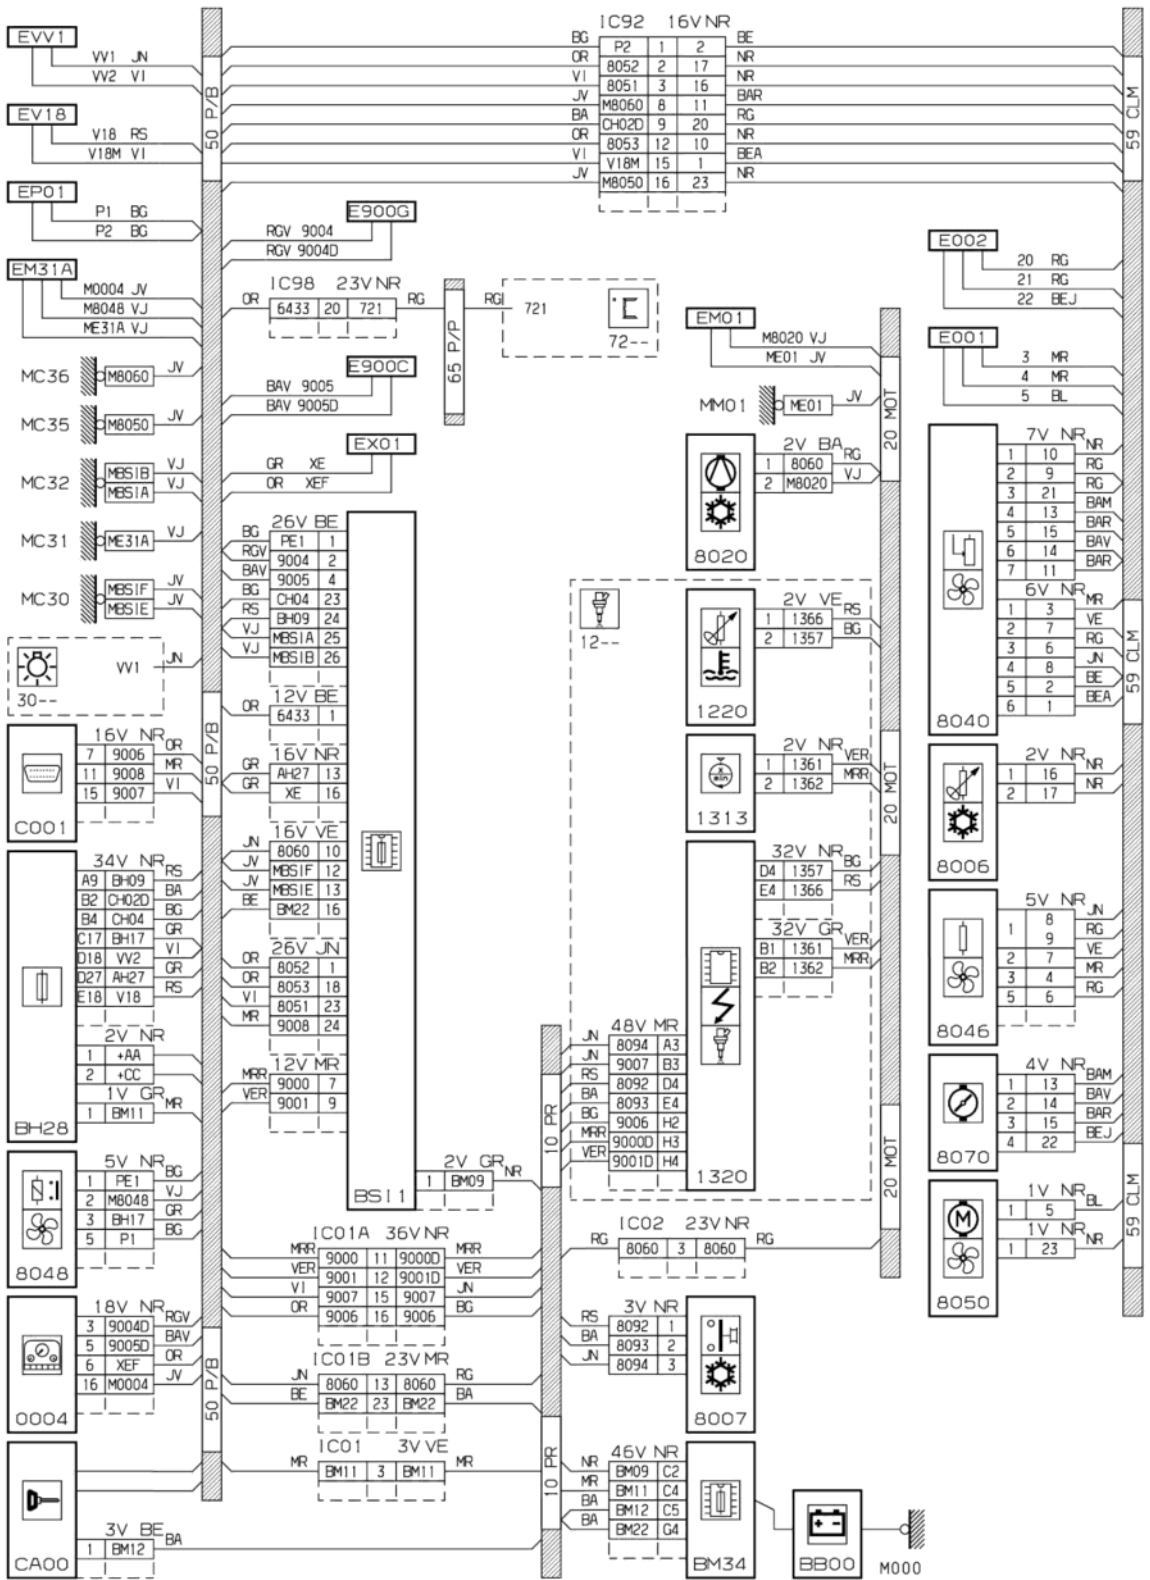 EVV1
VV1 JN
VV2 VI
EV18
V18 RS
V18M VI
EP01
P1 BG
P2 BG
EM31A
M0004 JV
M8048 VJ
ME31A VJ
MC36 M8060 JV
MC35 M8050 JV
MC32 MBSIB VJ
MBSIA VJ
MC31 ME31A VJ
MC30 MBSIF JV
MBSIE JV
VV1 JN
30--
16V NR
7 9006 OR
11 9008 MR
15 9007 VI
C001
34V NR
A9 BH09 RS
B2 CH02D BA
B4 CH04 BG
C17 BH17 GR
D18 VV2 VI
D27 AH27 GR
E18 V18 RS
2V NR
1 +AA
2 +CC
1V GR
1 BM11 MR
BH28
5V NR
1 PE1 BG
2 M8048 VJ
3 BH17 GR
5 P1 BG
8048
18V NR
3 9004D RGV
5 9005D BAV
6 XEF OR
16 M0004 JV
0004
3V BE
1 BM12 BA
CA00
50 P/B
50 P/B
50 P/B
IC92 16V NR
BG P2 1 2 BE
OR 8052 2 17 NR
VI 8051 3 16 NR
JV M8060 8 11 BAR
BA CH02D 9 20 RG
OR 8053 12 10 NR
VI V18M 15 1 BEA
JV M8050 16 23 NR
E900G
RGV 9004
RGV 9004D
IC98 23V NR
OR 6433 20 721 RG
65 P/P
RG 721
72--
E900C
BAV 9005
BAV 9005D
EX01
GR XE
OR XEF
26V BE
BG PE1 1
RGV 9004 2
BAV 9005 4
BG CH04 23
RS BH09 24
VJ MBSIA 25
VJ MBSIB 26
12V BE
OR 6433 1
16V NR
GR AH27 13
GR XE 16
16V VE
JN 8060 10
JV MBSIF 12
JV MBSIE 13
BE BM22 16
26V JN
OR 8052 1
OR 8053 18
VI 8051 23
MR 9008 24
12V MR
MRR 9000 7
VER 9001 9
BSI1
2V GR
1 BM09 NR
IC01A 36V NR
MRR 9000 11 9000D MRR
VER 9001 12 9001D VER
VI 9007 15 9007 JN
OR 9006 16 9006 BG
IC01B 23V MR
JN 8060 13 8060 RG
BE BM22 23 BM22 BA
IC01 3V VE
MR BM11 3 BM11 MR
10 PR
10 PR
EM01
M8020 VJ
ME01 JV
MM01 ME01 JV
2V BA
1 8060 RG
2 M8020 VJ
8020
12--
2V VE
1 1366 RS
2 1357 BG
1220
2V NR
1 1361 VER
2 1362 MRR
1313
32V NR
D4 1357 BG
E4 1366 RS
32V GR
B1 1361 VER
B2 1362 MRR
48V MR
JN 8094 A3
JN 9007 B3
RS 8092 D4
BA 8093 E4
BG 9006 H2
MRR 9000D H3
VER 9001D H4
1320
IC02 23V NR
RG 8060 3 8060 RG
3V NR
RS 8092 1
BA 8093 2
JN 8094 3
8007
46V NR
NR BM09 C2
MR BM11 C4
BA BM12 C5
BA BM22 G4
BM34
BB00
M000
20 MOT
20 MOT
20 MOT
E002
20 RG
21 RG
22 BEJ
E001
3 MR
4 MR
5 BL
7V NR
1 10 NR
2 9 RG
3 21 RG
4 13 BAM
5 15 BAR
6 14 BAV
7 11 BAR
6V NR
1 3 MR
2 7 VE
3 6 RG
4 8 JN
5 2 BE
6 1 BEA
8040
2V NR
1 16 NR
2 17 NR
8006
5V NR
1 8 JN
9 RG
2 7 VE
3 4 MR
5 6 RG
8046
4V NR
1 13 BAM
2 14 BAV
3 15 BAR
4 22 BEJ
8070
M
1V NR
1 5 BL
1V NR
1 23 NR
8050
59 CLM
59 CLM
59 CLM